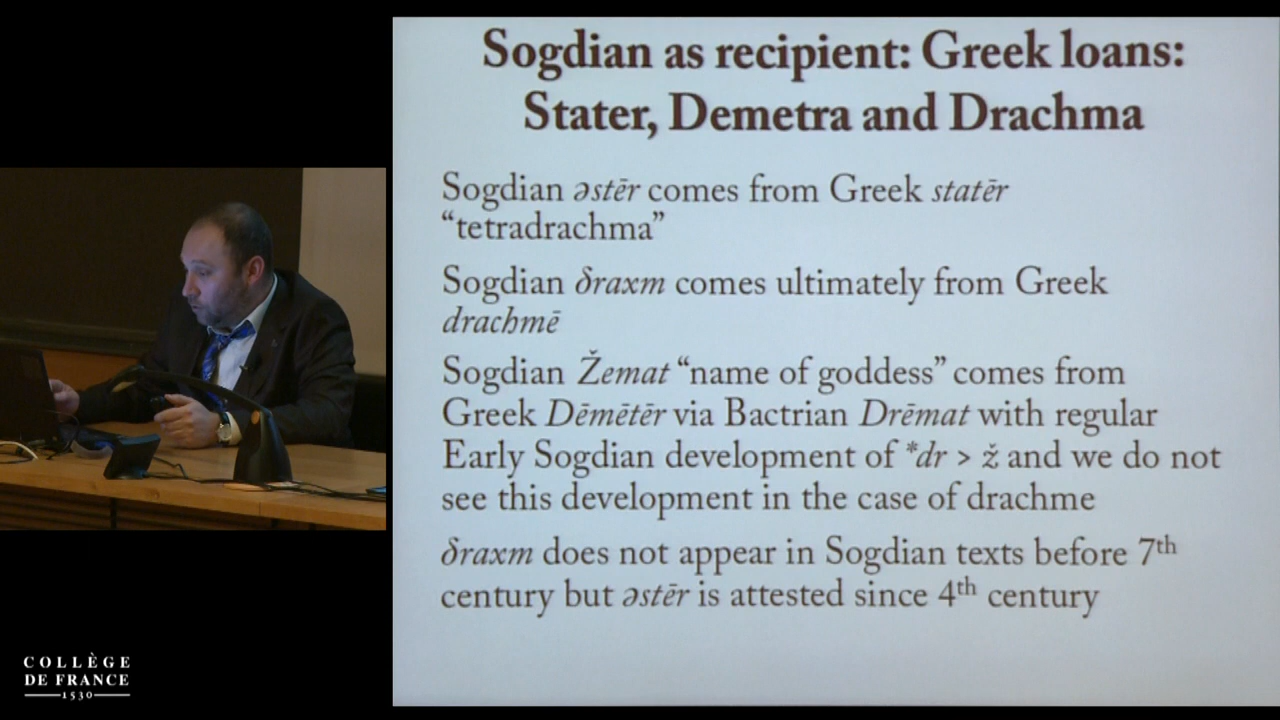 Sogdian as recipient: Greek loans:
Stater, Demetra and Drachma
Sogdian əstēr comes from Greek statēr
“tetradrachma”
Sogdian δraxm comes ultimately from Greek
drachmē
Sogdian Žemat “name of goddess” comes from
Greek Dēmētēr via Bactrian Drēmat with regular
Early Sogdian development of *dr > ž and we do not
see this development in the case of drachme
δraxm does not appear in Sogdian texts before 7th
century but əstēr is attested since 4th century
COLLÈGE
DE FRANCE
1530